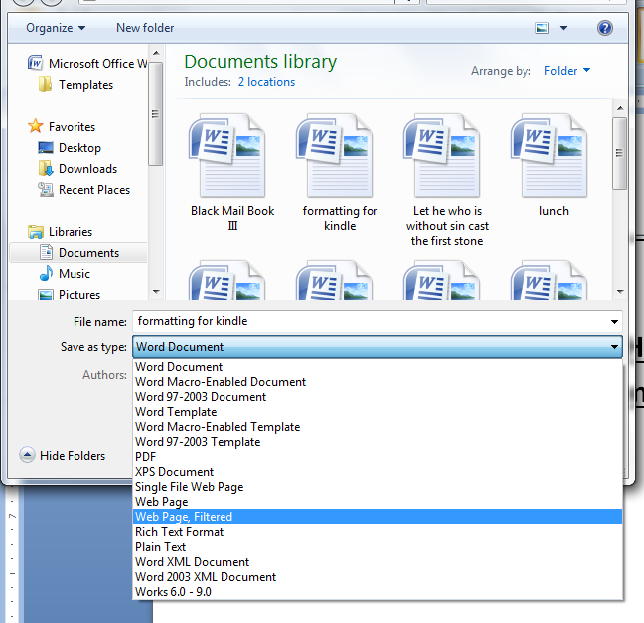 Organize
New folder
Microsoft Office W
Templates
Favorites
Desktop
Downloads
Recent Places
Libraries
Documents
Music
Pictures
Documents library
Includes: 2 locations
Arrange by: Folder
Black Mail Book
III
formatting for
kindle
Let he who is
without sin cast
the first stone
lunch
File name: formatting for kindle
Save as type: Word Document
Authors:
Word Document
Word Macro-Enabled Document
Word 97-2003 Document
Word Template
Word Macro-Enabled Template
Word 97-2003 Template
PDF
XPS Document
Single File Web Page
Web Page
Web Page, Filtered
Rich Text Format
Plain Text
Word XML Document
Word 2003 XML Document
Works 6.0 - 9.0
Hide Folders